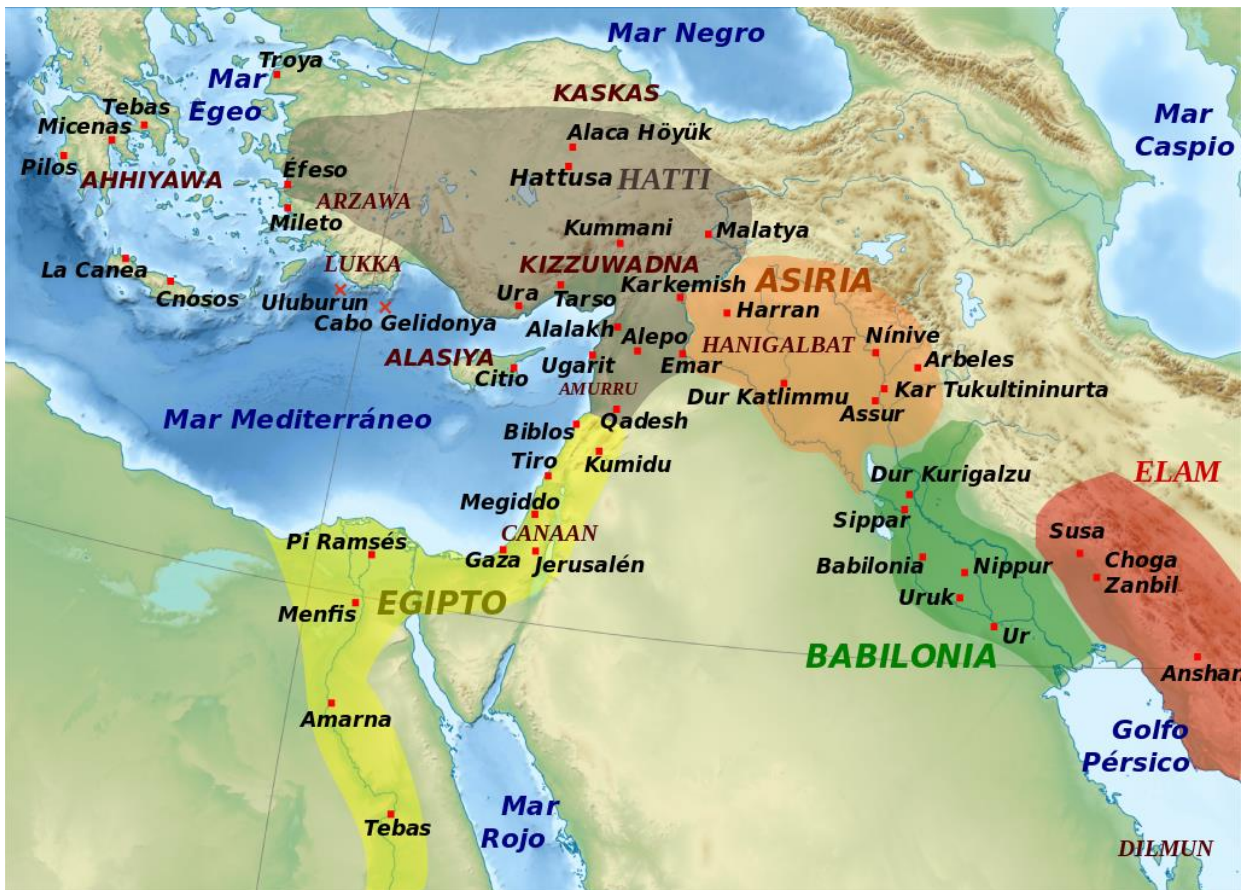 Mar Negro
Troya
Mar
Egeo
KASKAS
Tebas
Micenas
Mar
Caspio
Alaca Höyük
Pilos
Éfeso
AHHIYAWA
Hattusa
HATTI
ARZAWA
Mileto
Kummani
Malatya
La Canea
LUKKA
KIZZUWADNA
Cnosos
Uluburun
Ura
Tarso
Karkemish
ASIRIA
Harran
Cabo Gelidonya
Alalakh
Alepo
HANIGALBAT
Nínive
ALASIYA
Citio
Ugarit
Emar
Arbeles
AMURRU
Dur Katlimmu
Kar Tukultininurta
Assur
Mar Mediterráneo
Qadesh
Biblos
Tiro
Kumidu
Dur Kurigalzu
ELAM
Megiddo
Sippar
CANAAN
Susa
Pi Ramsés
Gaza
Jerusalén
Babilonia
Nippur
Choga
Zanbil
Menfis
EGIPTO
Uruk
Ur
BABILONIA
Anshan
Amarna
Golfo
Pérsico
Mar
Rojo
Tebas
DILMUN